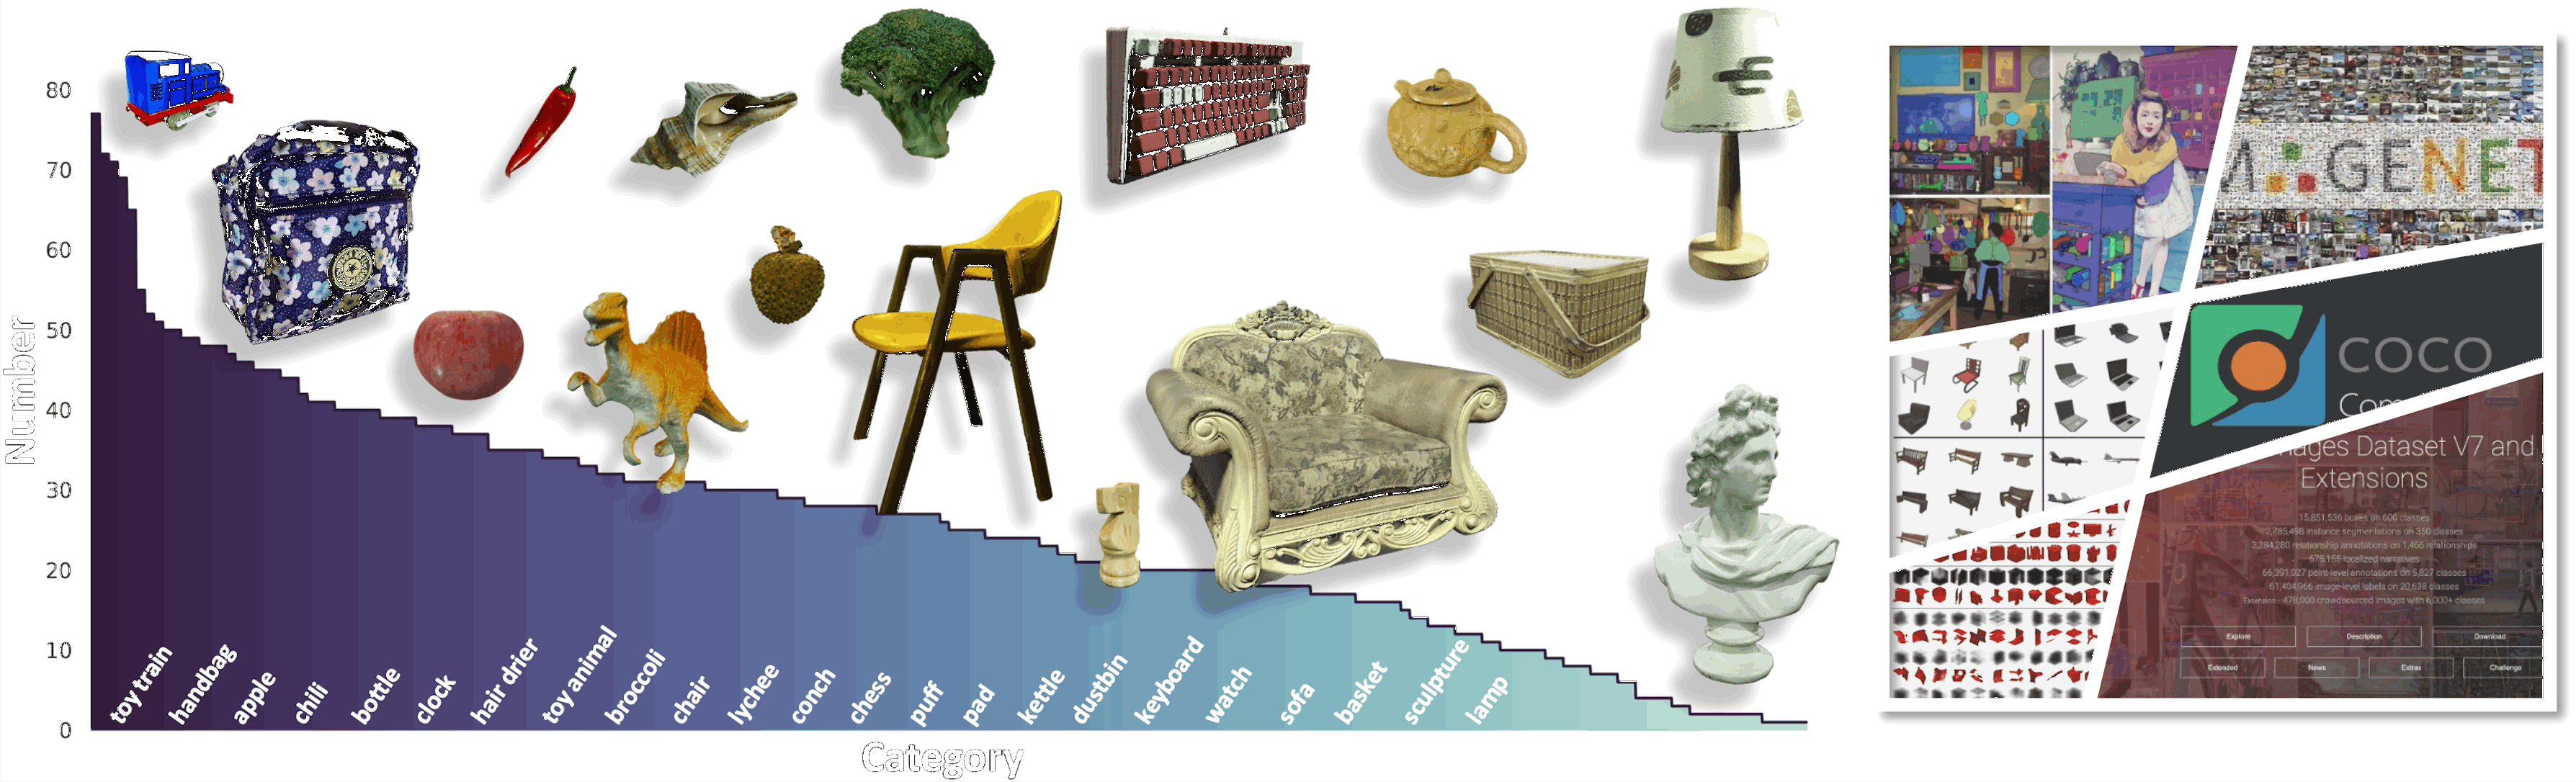 80
70
60
50
40
30
20
10
0
Number
toy train
handbag
apple
chili
bottle
clock
hair drier
toy animal
broccoli
chair
lychee
conch
chess
puff
pad
kettle
dustbin
keyboard
watch
sofa
basket
sculpture
lamp
Category
GENET
COCO
Com
ages Dataset V7 and
Extensions
15,851,536 boxes on 600 classes
2,785,498 instance segmentations on 350 classes
3,284,280 relationship annotations on 1,466 relationships
675,155 localized narratives
66,391,027 point-level annotations on 5,827 classes
61,404,966 image-level labels on 20,638 classes
Extension - 478,000 crowdsourced images with 6,000+ classes
Explore Description Download
Extended News Extras Challenge